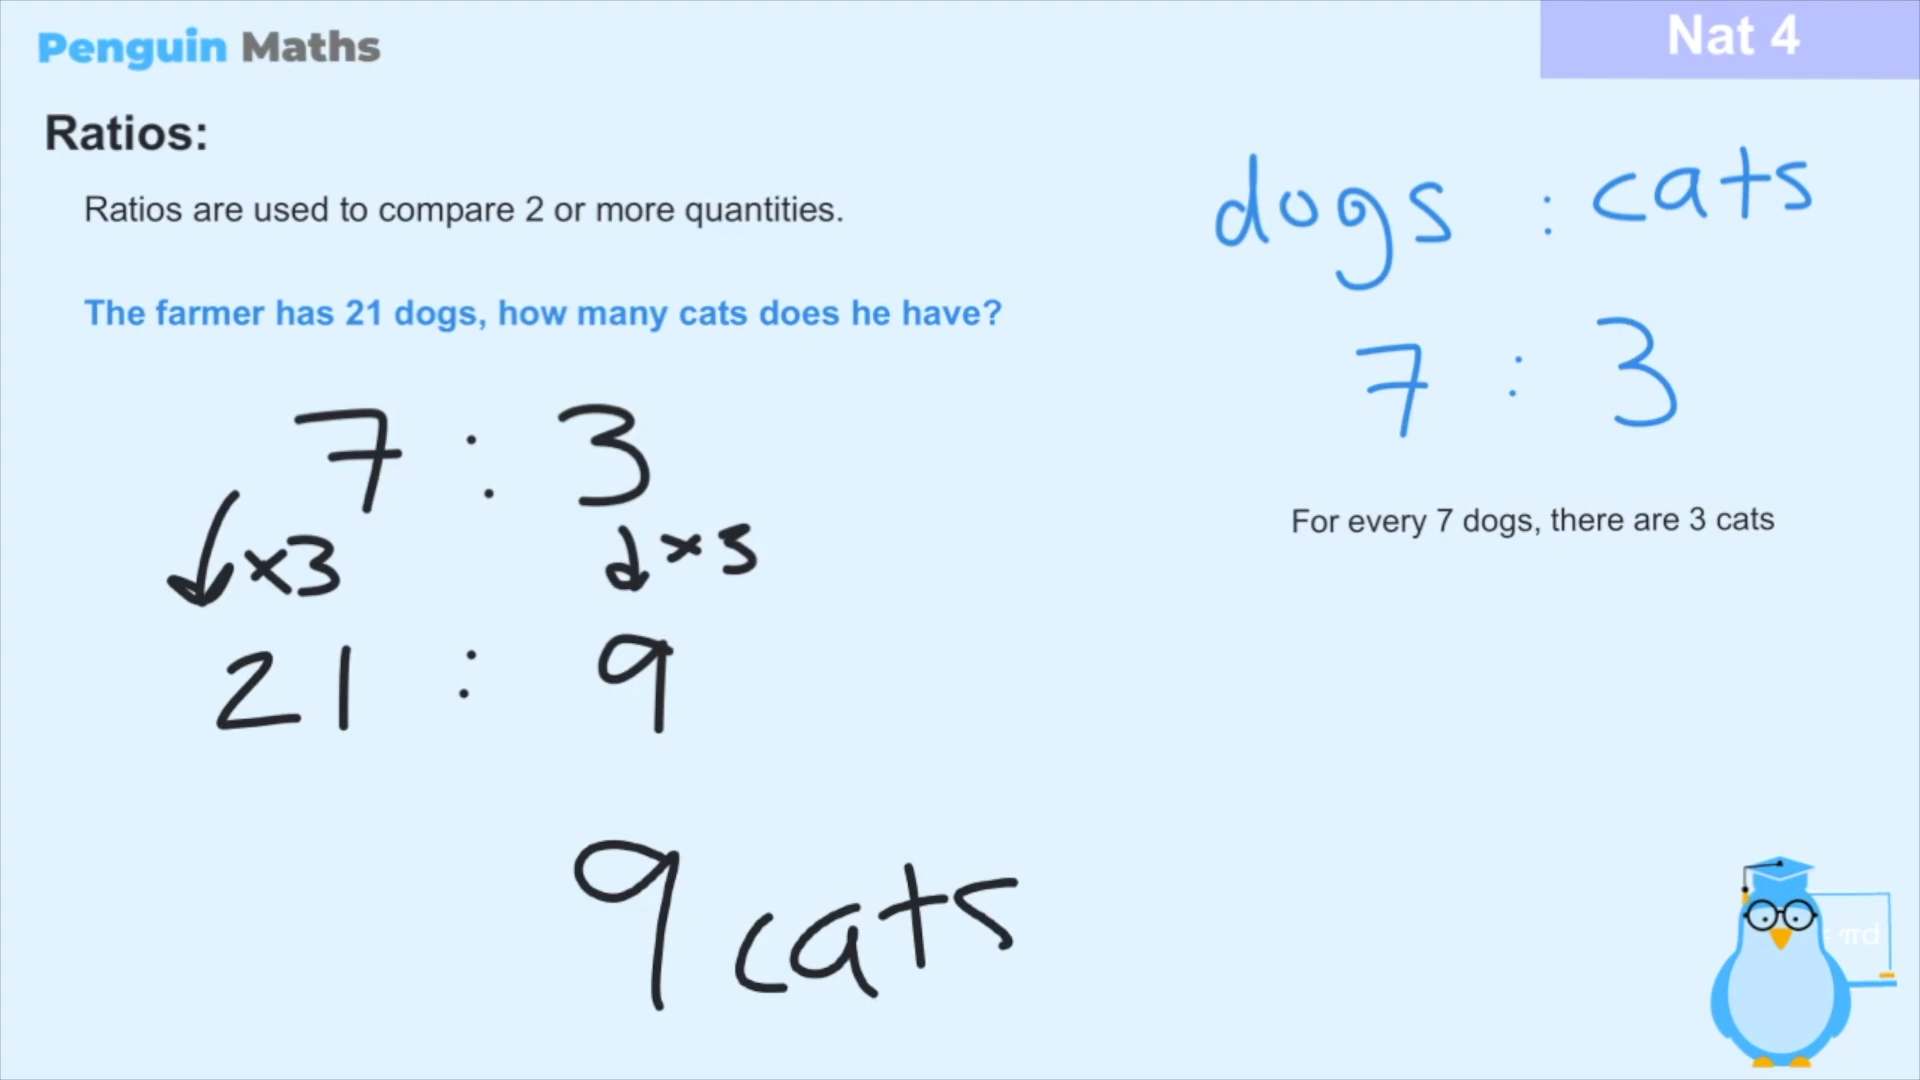 Penguin Maths
Nat 4
Ratios:
Ratios are used to compare 2 or more quantities.
The farmer has 21 dogs, how many cats does he have?
dogs : cats
7 : 3
For every 7 dogs, there are 3 cats
7 : 3
×3 ×3
21 : 9
9 cats